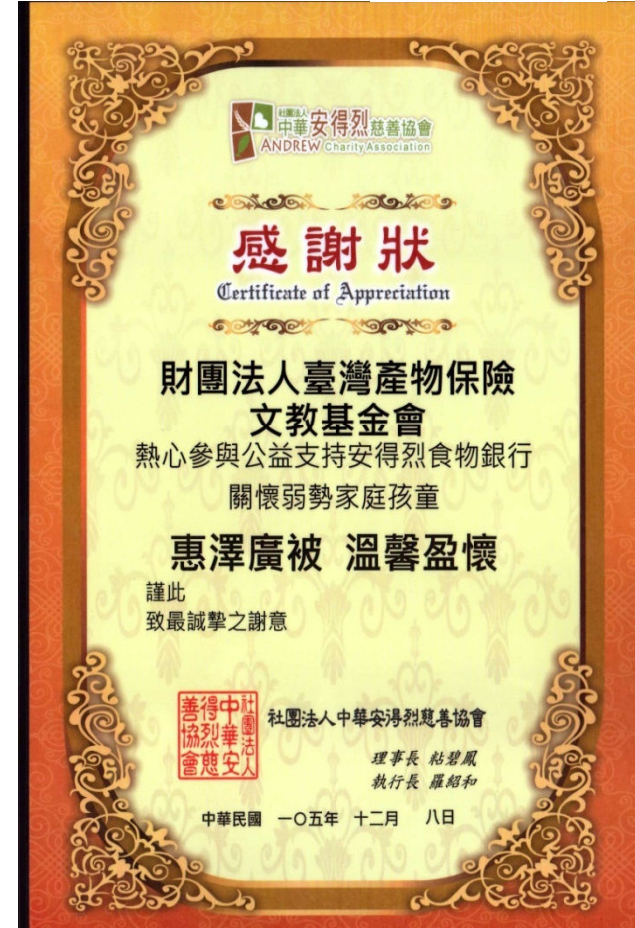 社團法人
中華安得烈慈善協會
ANDREW Charity Association
感謝狀
Certificate of Appreciation
財團法人臺灣產物保險
文教基金會
熱心參與公益支持安得烈食物銀行
關懷弱勢家庭孩童
惠澤廣被 溫馨盈懷
謹此
致最誠摯之謝意
社團法人
中華安
得烈慈
善協會
社團法人中華安得烈慈善協會
理事長 粘碧鳳
執行長 羅紹和
中華民國 一○五年 十二月 八日